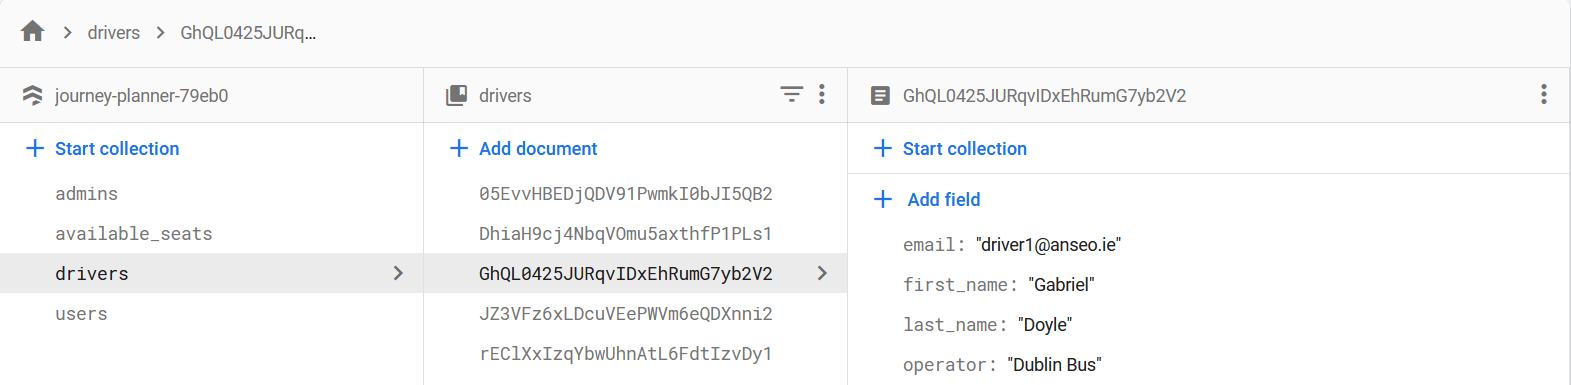 drivers GhQL0425JURq...
journey-planner-79eb0
Start collection
admins
available_seats
drivers
users
drivers
Add document
05EvvHBEDjQDV91PwmkI0bJI5QB2
DhiaH9cj4NbqVOmu5axthfP1PLs1
GhQL0425JURqvIDxEhRumG7yb2V2
JZ3VFz6xLDcuVEePWVm6eQDXnni2
rEClXxIzqYbwUhnAtL6FdtIzvDy1
GhQL0425JURqvIDxEhRumG7yb2V2
Start collection
Add field
email: "driver1@anseo.ie"
first_name: "Gabriel"
last_name: "Doyle"
operator: "Dublin Bus"